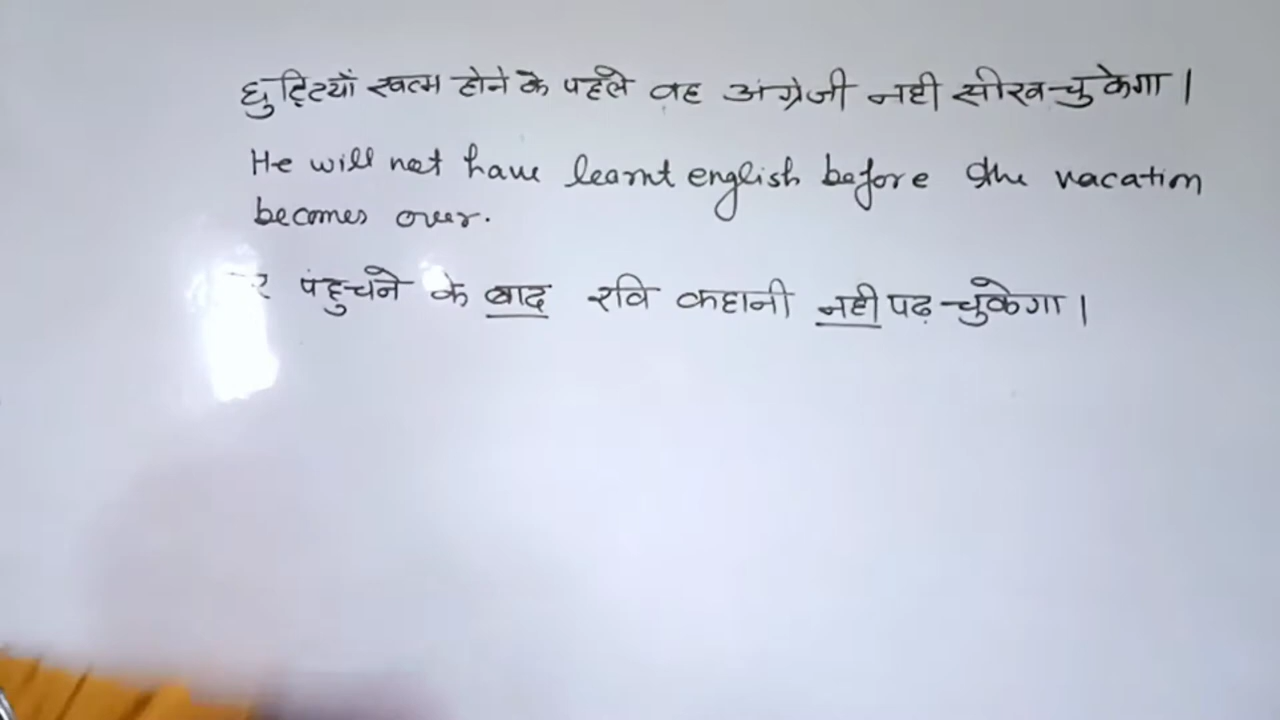 छुट्टियाँ खत्म होने के पहले वह अंग्रेजी नही सीख चुकेगा।
He will not have learnt english before the vacation
becomes over.
पंहुचने के बाद रवि कहानी नही पढ़ चुकेगा।